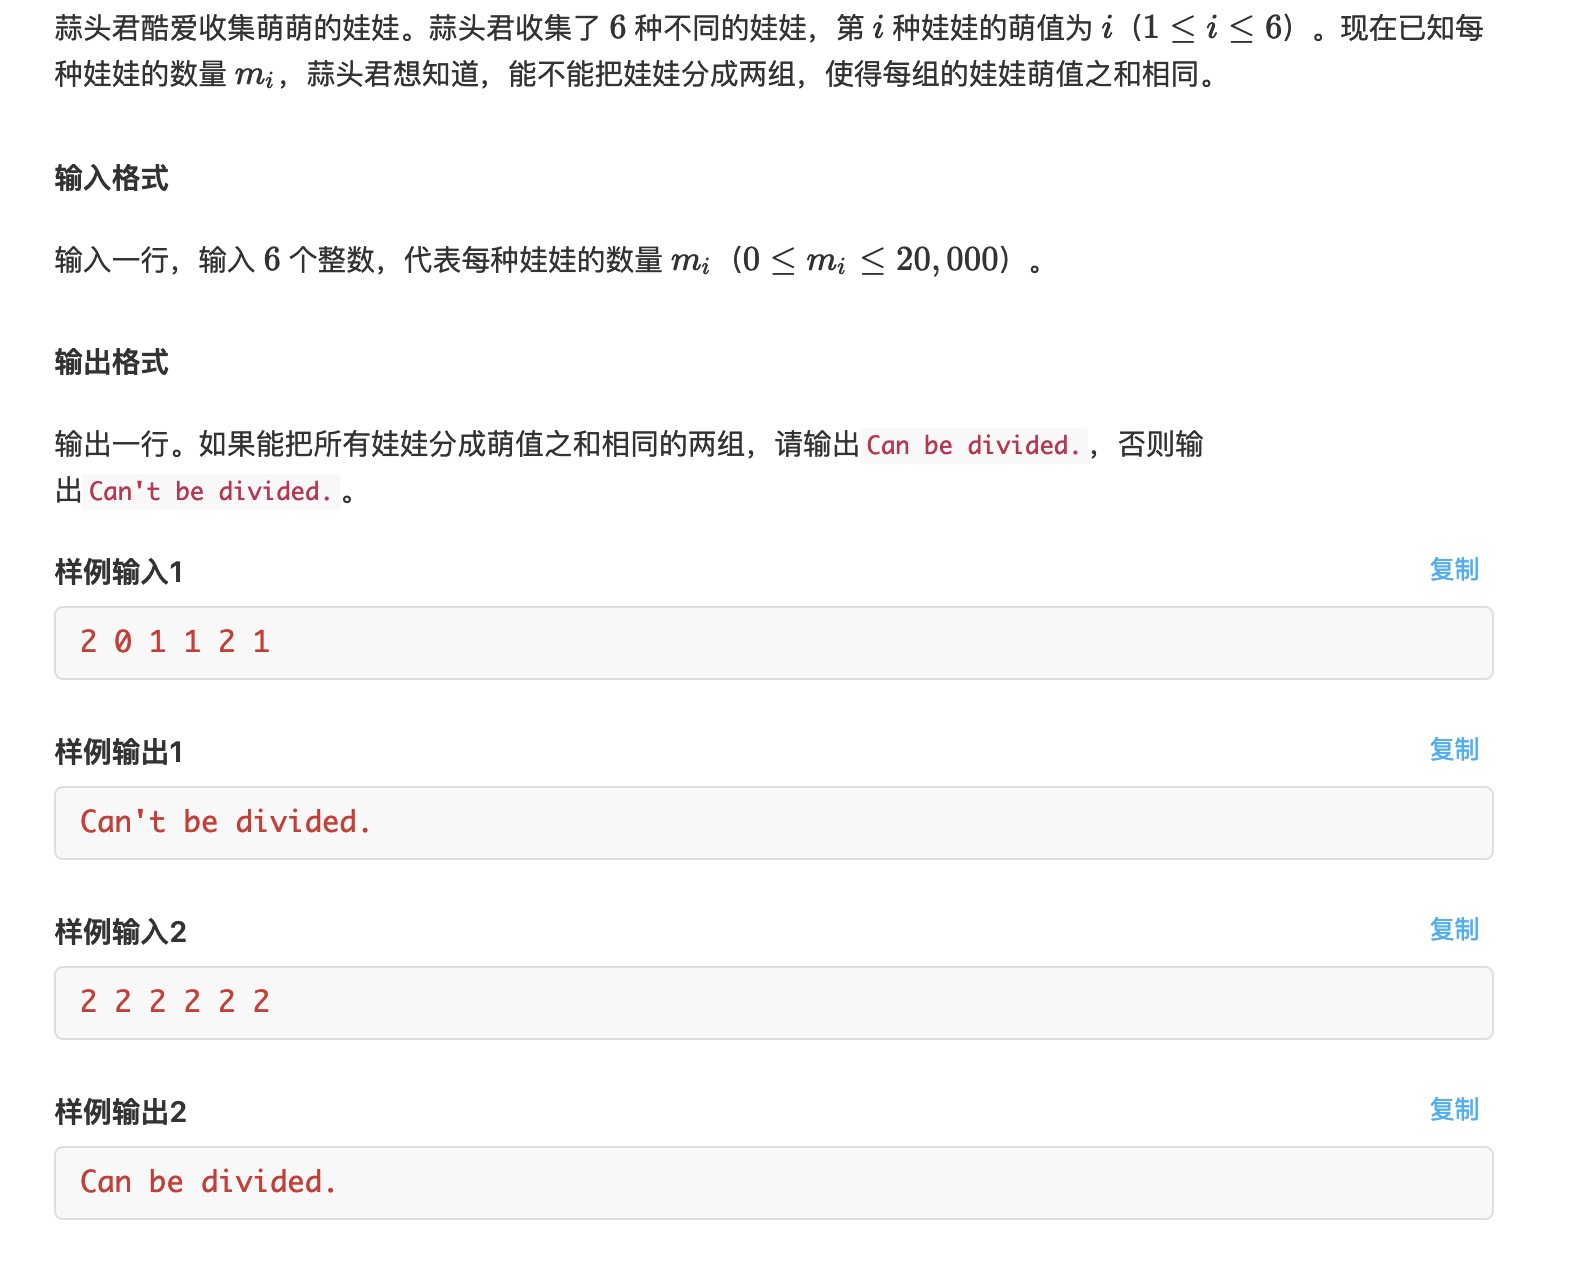 蒜头君酷爱收集萌萌的娃娃。蒜头君收集了 6 种不同的娃娃，第 i 种娃娃的萌值为 i（1 ≤ i ≤ 6）。现在已知每
种娃娃的数量 mᵢ，蒜头君想知道，能不能把娃娃分成两组，使得每组的娃娃萌值之和相同。
输入格式
输入一行，输入 6 个整数，代表每种娃娃的数量 mᵢ（0 ≤ mᵢ ≤ 20,000）。
输出格式
输出一行。如果能把所有娃娃分成萌值之和相同的两组，请输出Can be divided.，否则输
出Can't be divided.。
样例输入1 复制
2 0 1 1 2 1
样例输出1 复制
Can't be divided.
样例输入2 复制
2 2 2 2 2 2
样例输出2 复制
Can be divided.